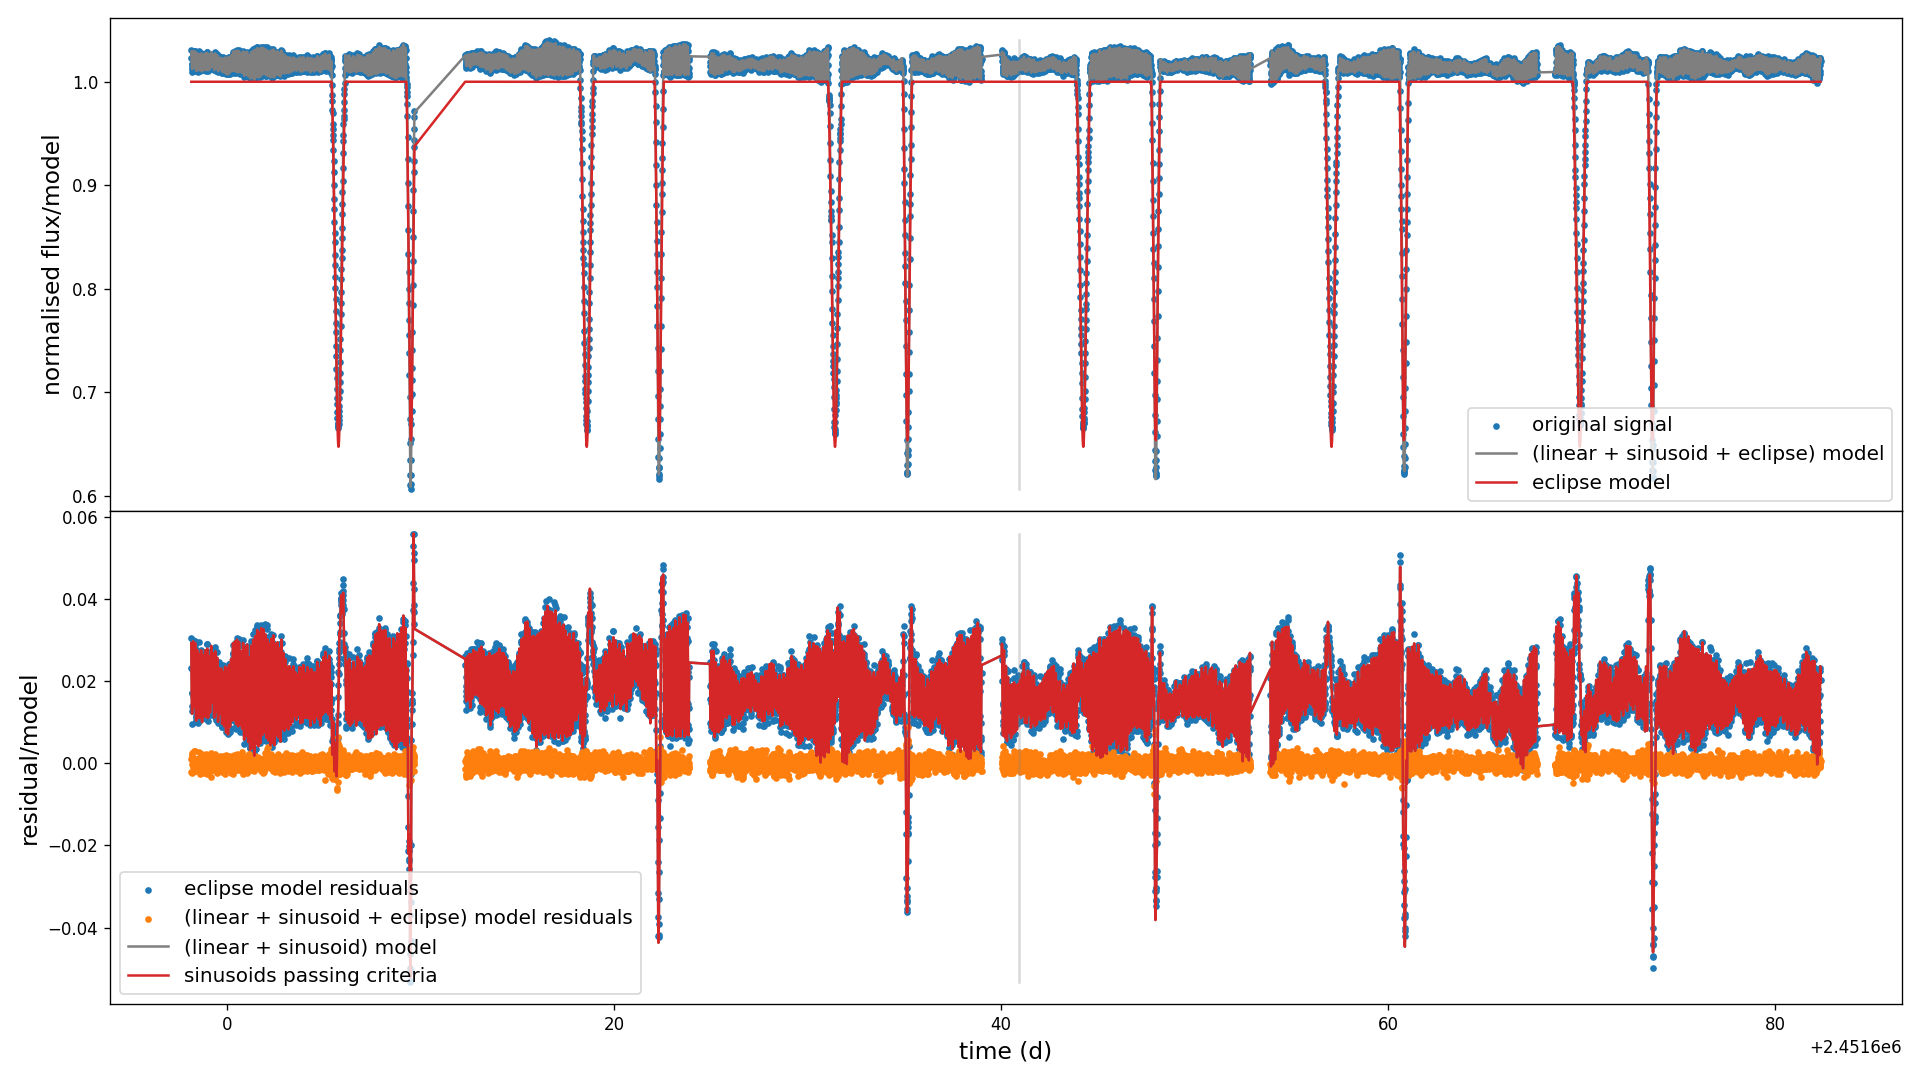 normalised flux/model
1.0
0.9
0.8
0.7
0.6
original signal
(linear + sinusoid + eclipse) model
eclipse model
residual/model
0.06
0.04
0.02
0.00
−0.02
−0.04
eclipse model residuals
(linear + sinusoid + eclipse) model residuals
(linear + sinusoid) model
sinusoids passing criteria
0
20
40
60
80
time (d)
+2.4516e6